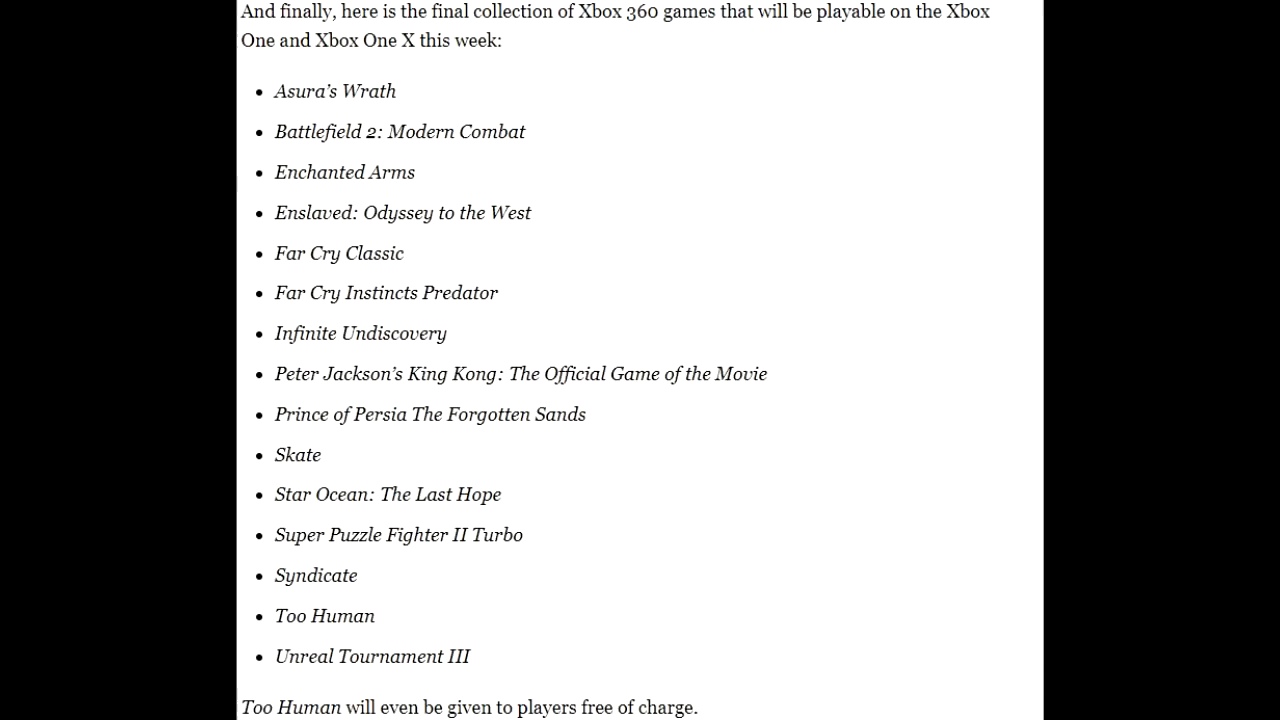 And finally, here is the final collection of Xbox 360 games that will be playable on the Xbox
One and Xbox One X this week:
• Asura’s Wrath
• Battlefield 2: Modern Combat
• Enchanted Arms
• Enslaved: Odyssey to the West
• Far Cry Classic
• Far Cry Instincts Predator
• Infinite Undiscovery
• Peter Jackson’s King Kong: The Official Game of the Movie
• Prince of Persia The Forgotten Sands
• Skate
• Star Ocean: The Last Hope
• Super Puzzle Fighter II Turbo
• Syndicate
• Too Human
• Unreal Tournament III
Too Human will even be given to players free of charge.